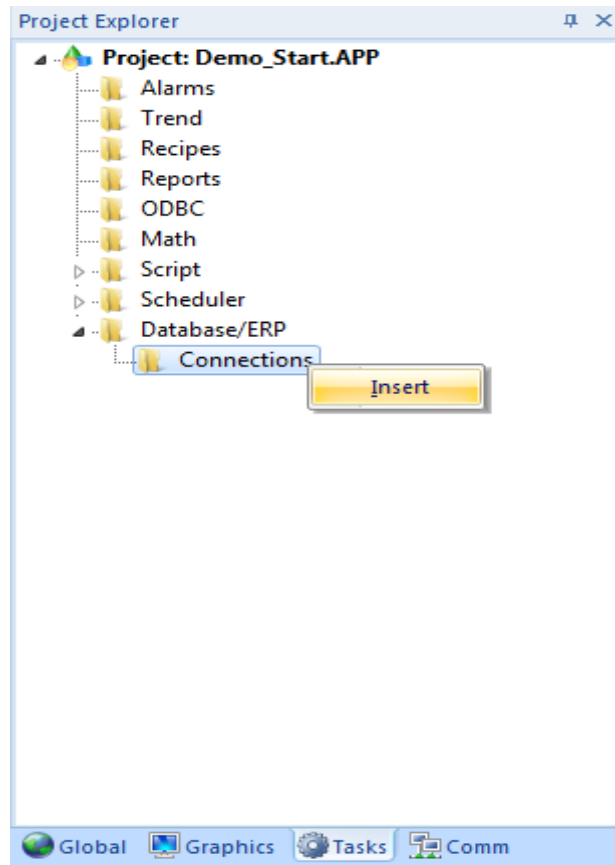 Project Explorer
Project: Demo_Start.APP
Alarms
Trend
Recipes
Reports
ODBC
Math
Script
Scheduler
Database/ERP
Connections
Insert
Global Graphics Tasks Comm